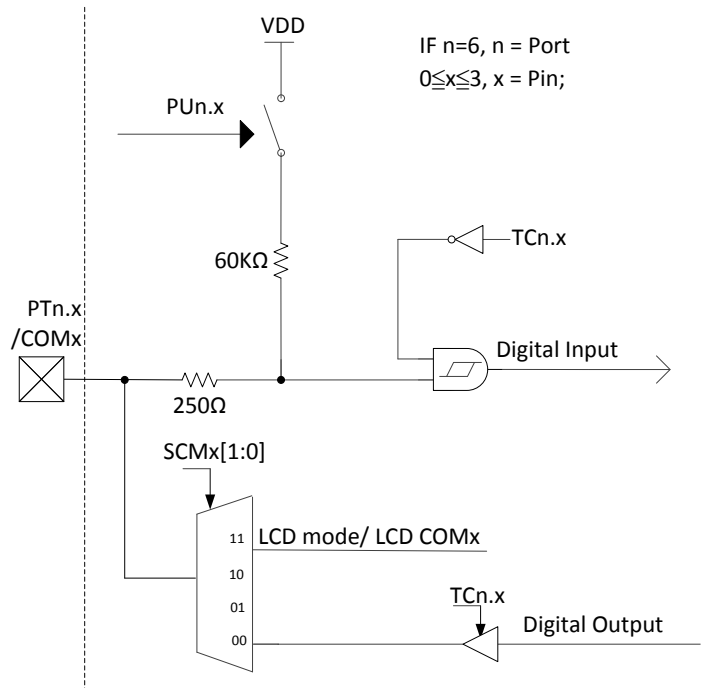 VDD
IF n=6, n = Port
0≦x≦3, x = Pin;
PUn.x
TCn.x
60KΩ
PTn.x
/COMx
Digital Input
250Ω
SCMx[1:0]
11
LCD mode/ LCD COMx
10
TCn.x
01
Digital Output
00